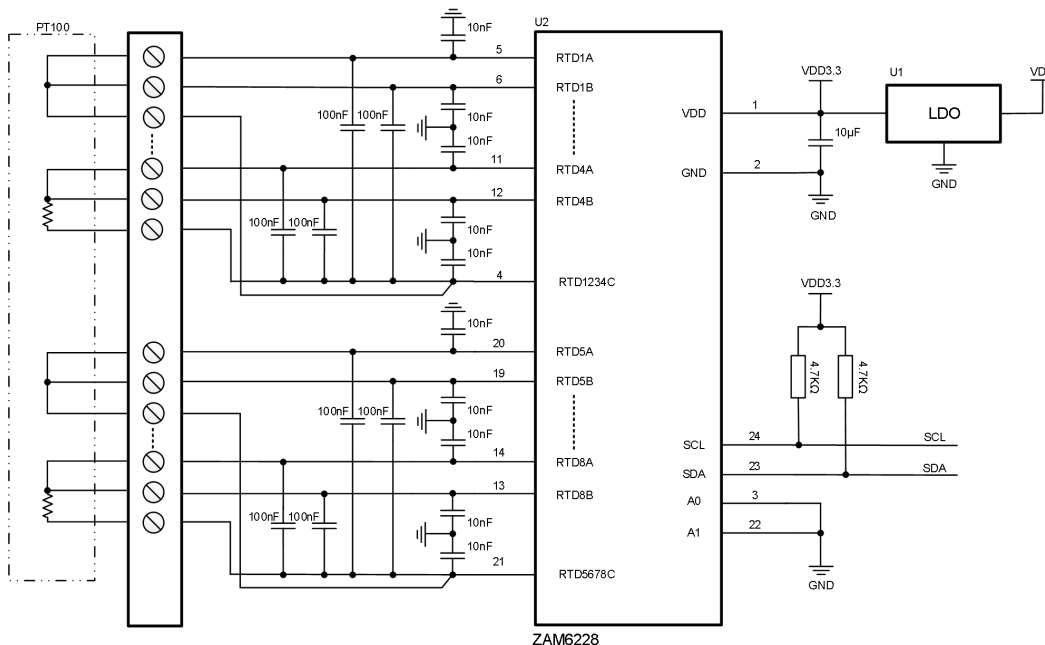 PT100
10nF
U2
5
RTD1A
6
RTD1B
10nF
100nF
100nF
10nF
11
RTD4A
12
RTD4B
10nF
100nF
100nF
10nF
4
RTD1234C
VDD
1
VDD3.3
10μF
U1
LDO
VD
GND
GND
2
GND
10nF
20
RTD5A
19
RTD5B
10nF
100nF
100nF
10nF
14
RTD8A
13
RTD8B
10nF
100nF
100nF
10nF
21
RTD5678C
VDD3.3
4.7KΩ
4.7KΩ
SCL
24
SCL
SDA
23
SDA
A0
3
A1
22
GND
ZAM6228